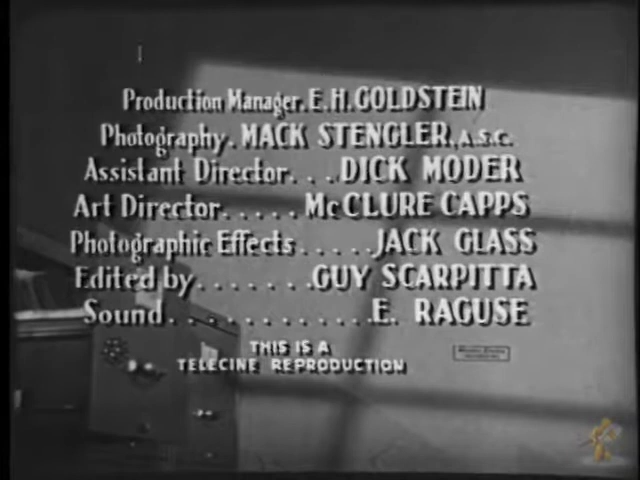 Production Manager. E. H. GOLDSTEIN
Photography. MACK STENGLER, A.S.C.
Assistant Director. . . DICK MODER
Art Director. . . . . McCLURE CAPPS
Photographic Effects . . . . . JACK GLASS
Edited by. . . . . . . GUY SCARPITTA
Sound. . . . . . . . . . . . E. RAGUSE
THIS IS A
TELECINE REPRODUCTION